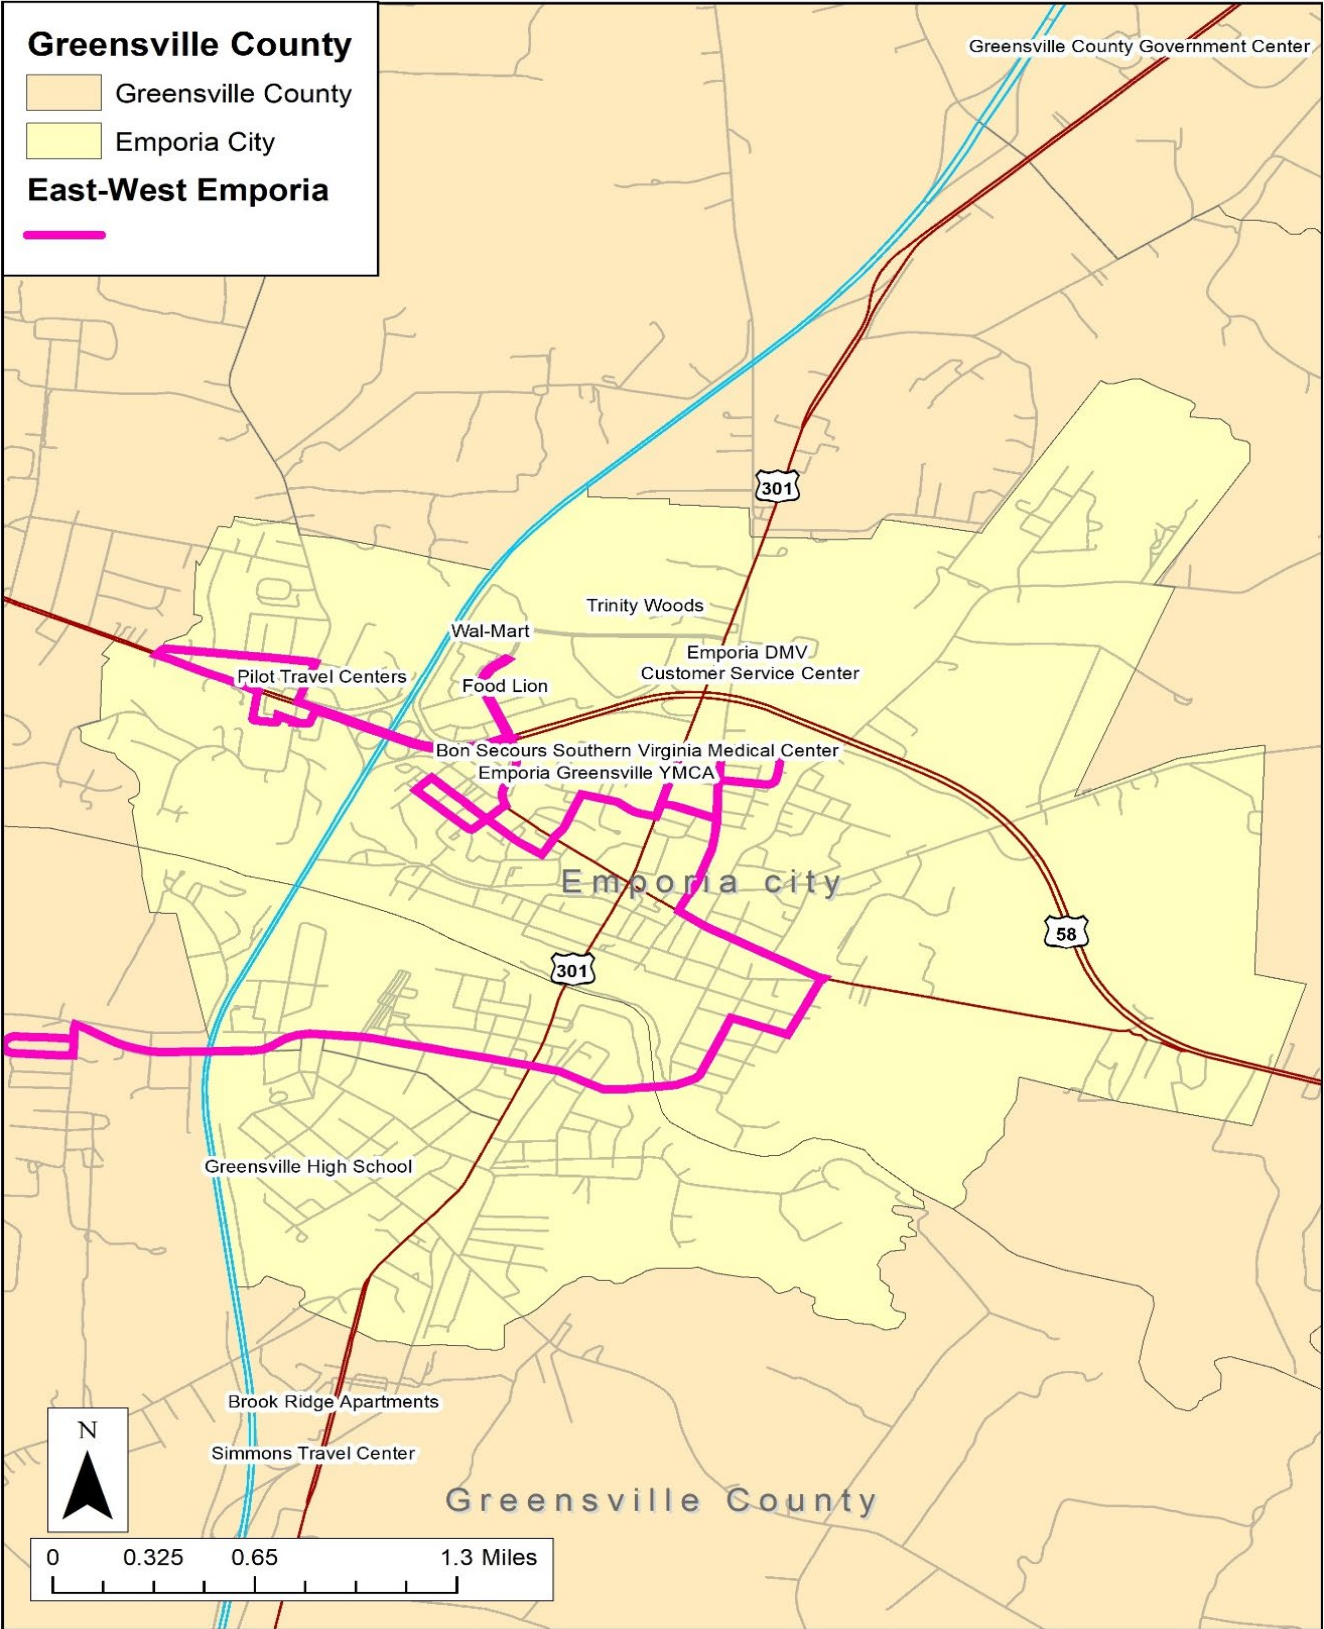 Greensville County
Greensville County
Emporia City
East-West Emporia
Greensville County Government Center
301
Trinity Woods
Wal-Mart
Emporia DMV
Customer Service Center
Pilot Travel Centers
Food Lion
Bon Secours Southern Virginia Medical Center
Emporia Greensville YMCA
Emporia city
58
301
Greensville High School
Brook Ridge Apartments
N
Simmons Travel Center
Greensville County
0 0.325 0.65 1.3 Miles